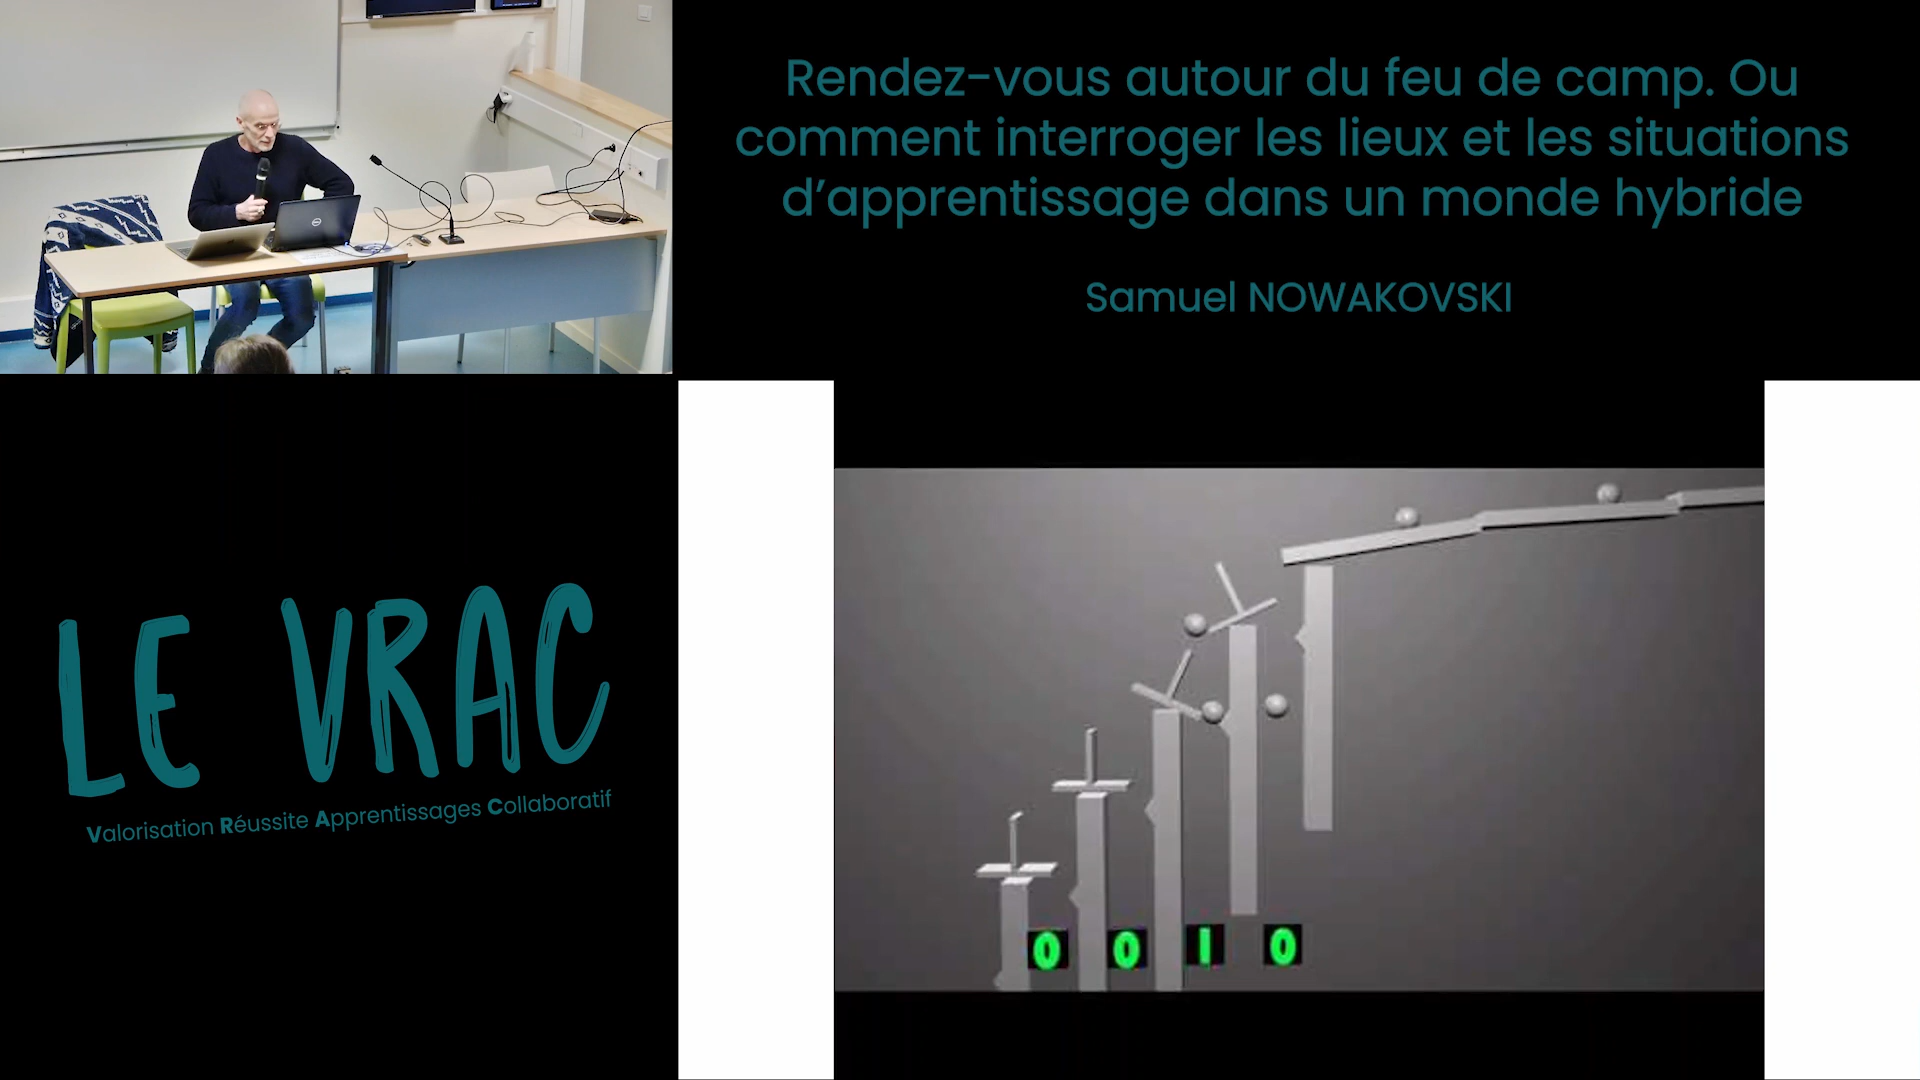 Rendez-vous autour du feu de camp. Ou
comment interroger les lieux et les situations
d’apprentissage dans un monde hybride
Samuel NOWAKOVSKI
LE VRAC
Valorisation Réussite Apprentissages Collaboratif
0 0 1 0